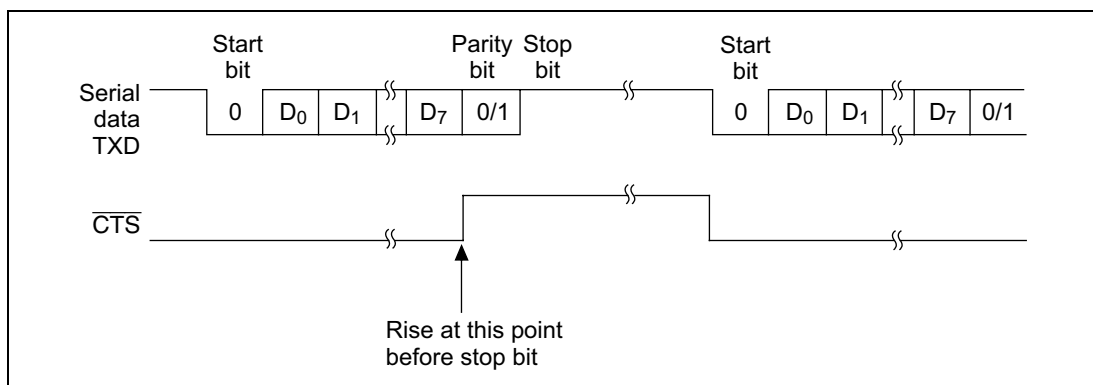 Start
bit
Parity
bit
Stop
bit
Start
bit
Serial
data
TXD
0 D0 D1 D7 0/1 0 D0 D1 D7 0/1
CTS
Rise at this point
before stop bit